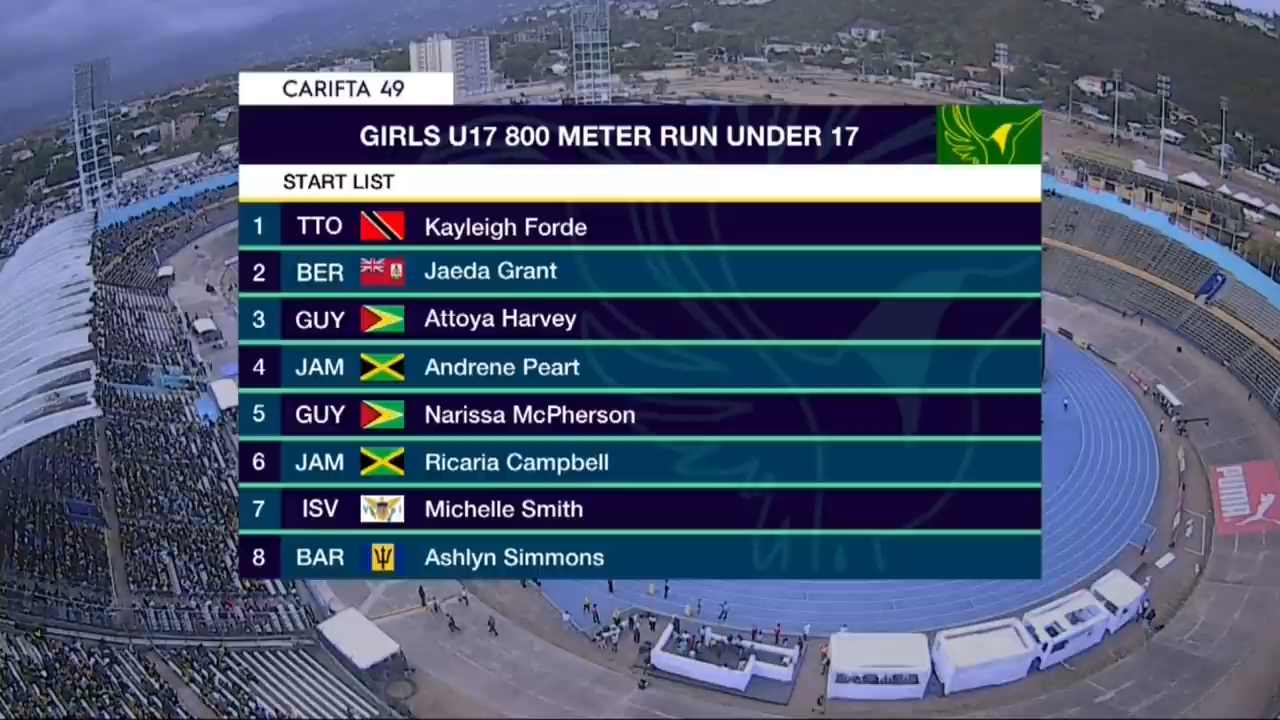 CARIFTA 49
GIRLS U17 800 METER RUN UNDER 17
START LIST
1 TTO Kayleigh Forde
2 BER Jaeda Grant
3 GUY Attoya Harvey
4 JAM Andrene Peart
5 GUY Narissa McPherson
6 JAM Ricaria Campbell
7 ISV Michelle Smith
8 BAR Ashlyn Simmons
PUMA